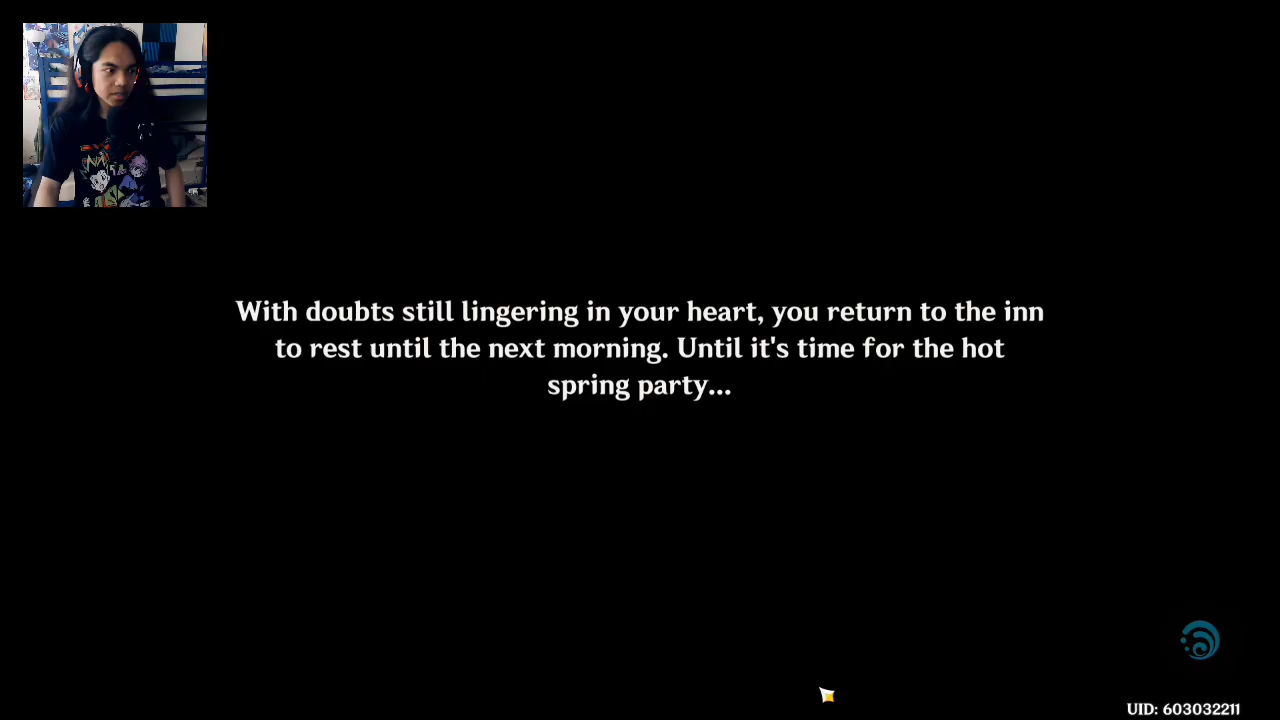 With doubts still lingering in your heart, you return to the inn
to rest until the next morning. Until it's time for the hot
spring party...
UID: 603032211